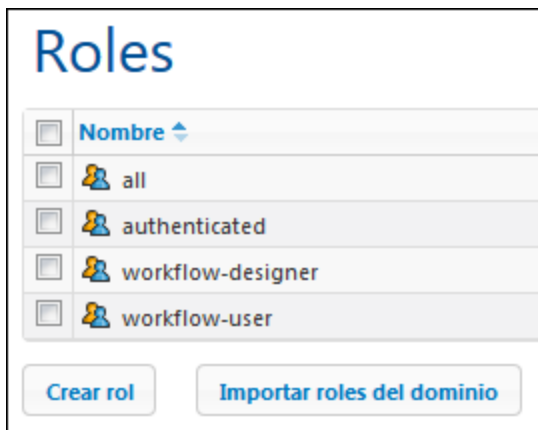 Roles
Nombre
all
authenticated
workflow-designer
workflow-user
Crear rol Importar roles del dominio